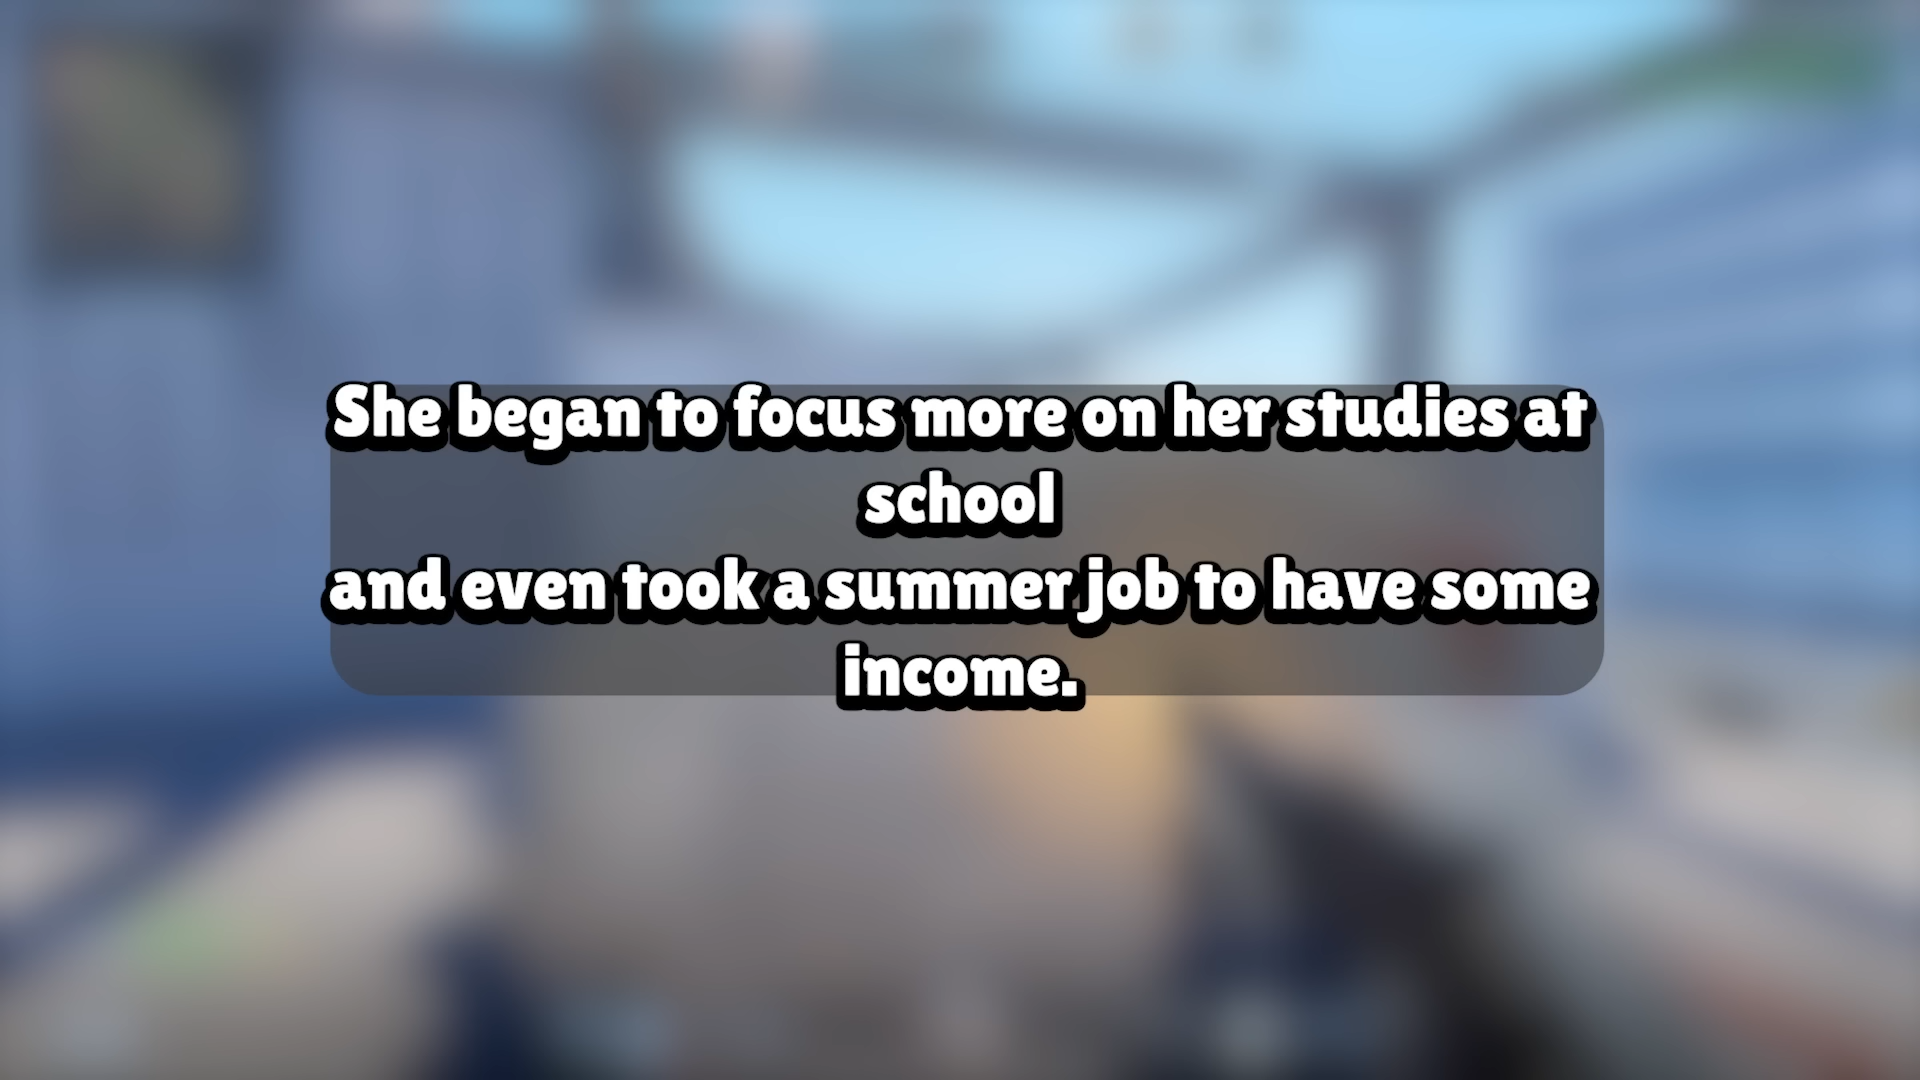 She began to focus more on her studies at
school
and even took a summer job to have some
income.